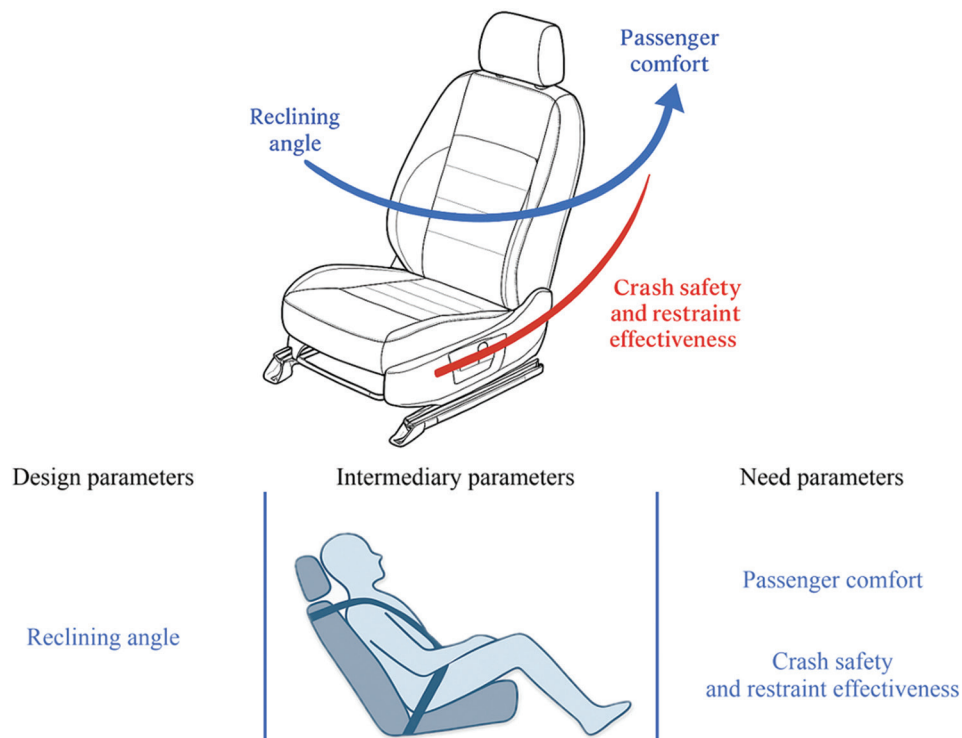 Passenger
comfort
Reclining
angle
Crash safety
and restraint
effectiveness
Design parameters
Intermediary parameters
Need parameters
Reclining angle
Passenger comfort
Crash safety
and restraint effectiveness